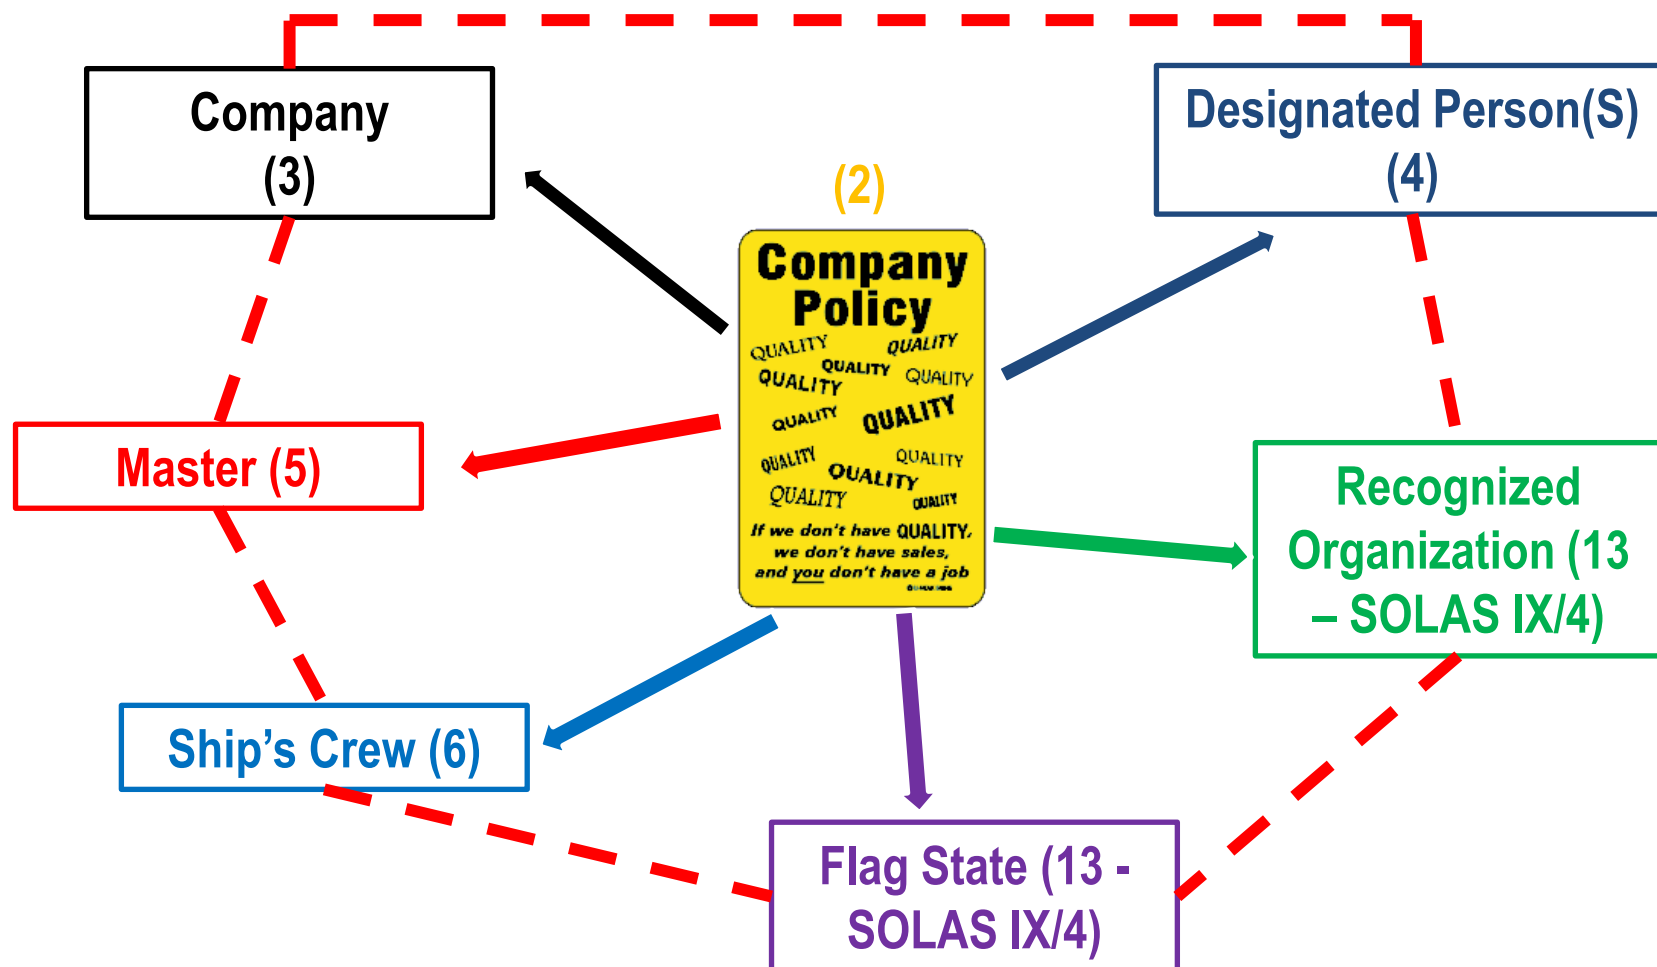 Company
(3)
Designated Person(S)
(4)
(2)
Company
Policy
QUALITY QUALITY
QUALITY
QUALITY QUALITY
QUALITY QUALITY
QUALITY QUALITY
QUALITY
QUALITY QUALITY
If we don't have QUALITY,
we don't have sales,
and you don't have a job
Master (5)
Recognized
Organization (13
– SOLAS IX/4)
Ship's Crew (6)
Flag State (13 -
SOLAS IX/4)